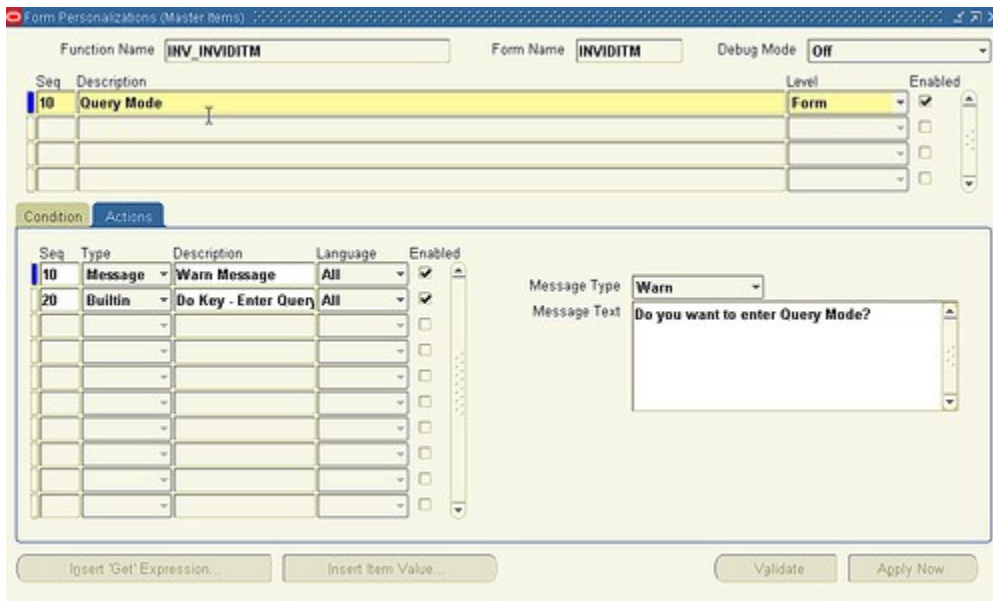 Form Personalizations (Master Items)
Function Name INV_INVIDITM Form Name INVIDITM Debug Mode Off
Seq Description Level Enabled
10 Query Mode Form
Condition Actions
Seq Type Description Language Enabled
10 Message Warn Message All
20 Builtin Do Key - Enter Query All
Message Type Warn
Message Text Do you want to enter Query Mode?
Insert 'Get' Expression... Insert Item Value... Validate Apply Now